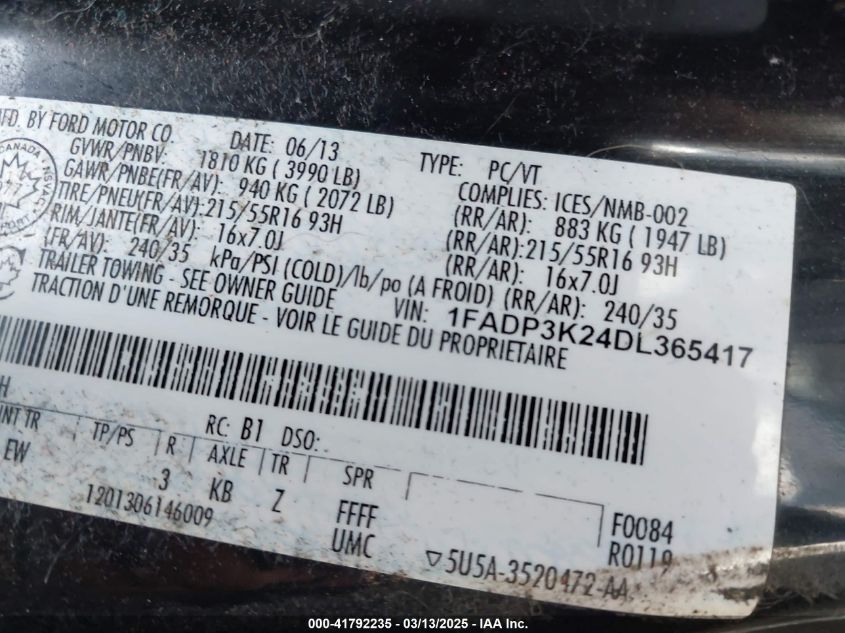 MFD. BY FORD MOTOR CO
DATE: 06/13
TYPE: PC/VT
GVWR/PNBV: 1810 KG ( 3990 LB)
COMPLIES: ICES/NMB-002
GAWR/PNBE(FR/AV): 940 KG ( 2072 LB)
(RR/AR): 883 KG ( 1947 LB)
TIRE/PNEU(FR/AV):215/55R16 93H
(RR/AR):215/55R16 93H
RIM/JANTE(FR/AV): 16x7.0J
(RR/AR): 16x7.0J
(FR/AV): 240/35 kPa/PSI (COLD)/lb/po (A FROID) (RR/AR): 240/35
TRAILER TOWING - SEE OWNER GUIDE
VIN: 1FADP3K24DL365417
TRACTION D'UNE REMORQUE - VOIR LE GUIDE DU PROPRIETAIRE
CANADA
RC: B1 DSO:
INT TR TP/PS R AXLE TR SPR
EW 3 KB Z FFFF
UMC
1201306146009
F0084
R0119
5U5A-3520472-AA
000-41792235 - 03/13/2025 - IAA Inc.